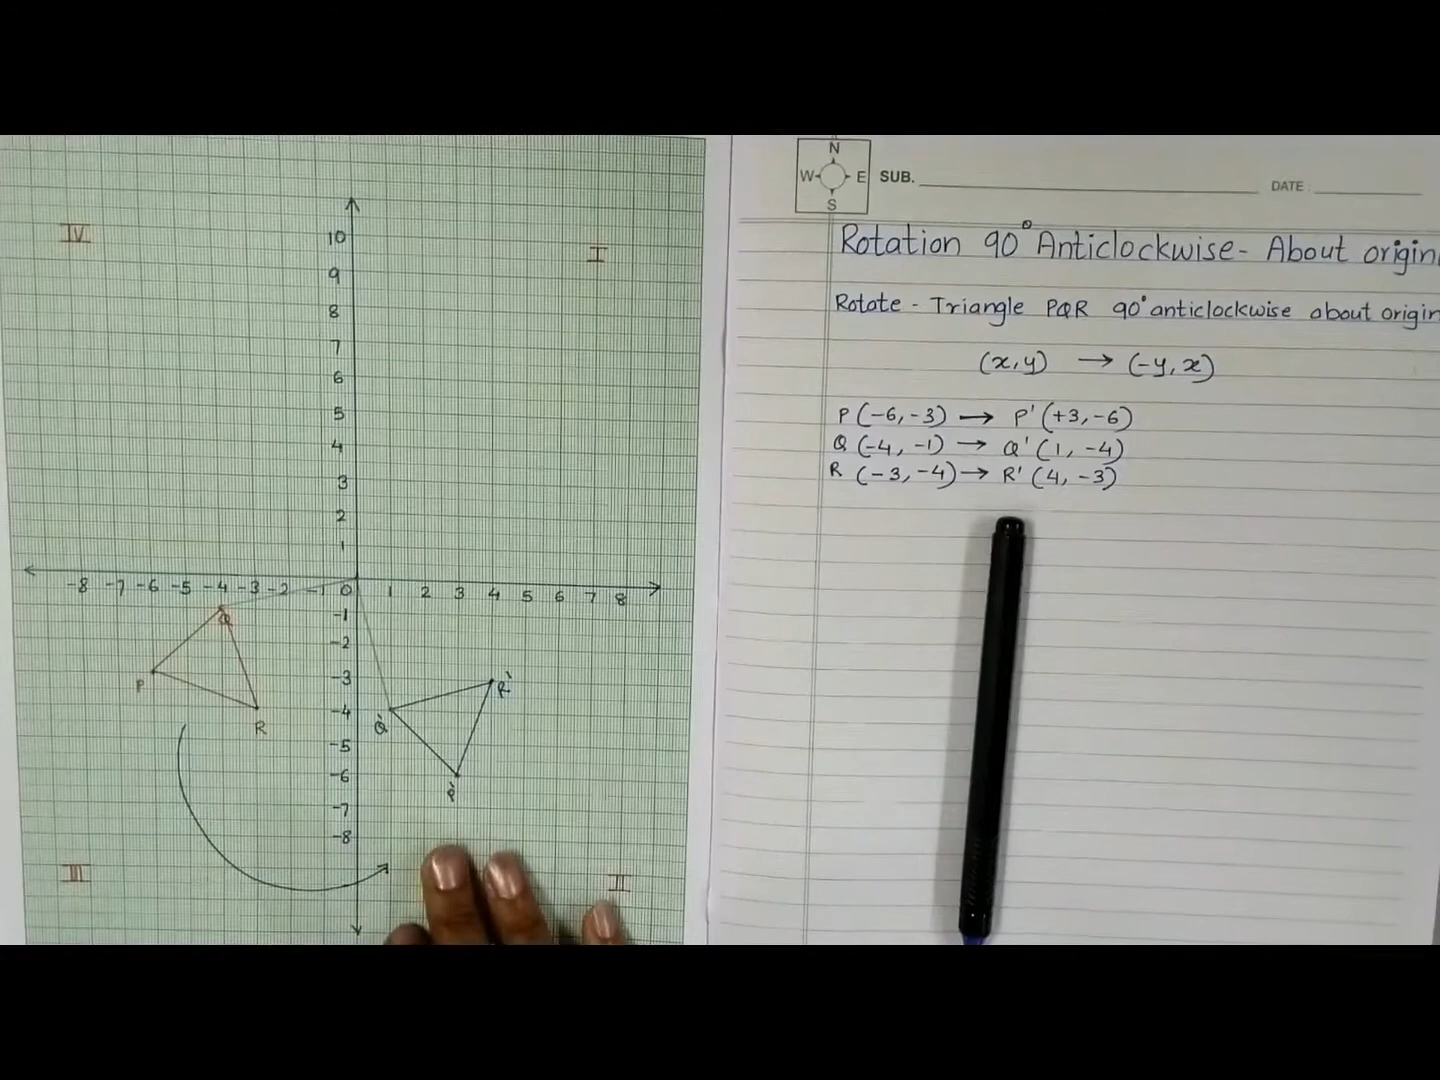 IV
I
10
9
8
7
6
5
4
3
2
1
-8 -7 -6 -5 -4 -3 -2 -1 0 1 2 3 4 5 6 7 8
-1
-2
-3
-4
-5
-6
-7
-8
Q
P
R
R'
Q'
P'
III
II
N
W E
S
SUB.
DATE :
Rotation 90° Anticlockwise - About origin
Rotate - Triangle PQR 90° anticlockwise about origin
(x,y) → (-y,x)
P (-6,-3) → P' (+3,-6)
Q (-4, -1) → Q' (1, -4)
R (-3, -4) → R' (4, -3)